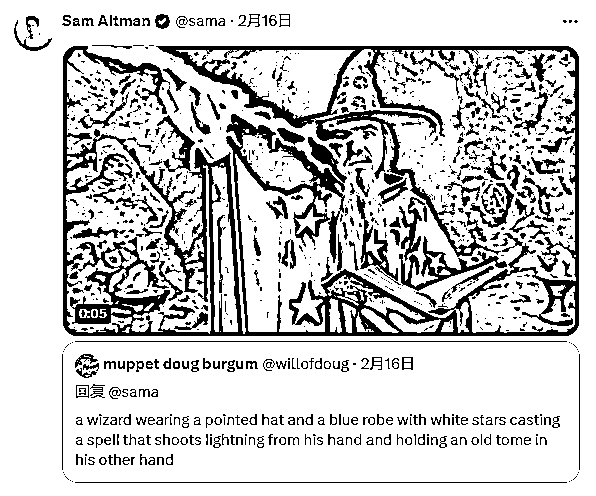 Sam Altman @sama · 2月16日
0:05
muppet doug burgum @willofdoug · 2月16日
回复 @sama
a wizard wearing a pointed hat and a blue robe with white stars casting
a spell that shoots lightning from his hand and holding an old tome in
his other hand